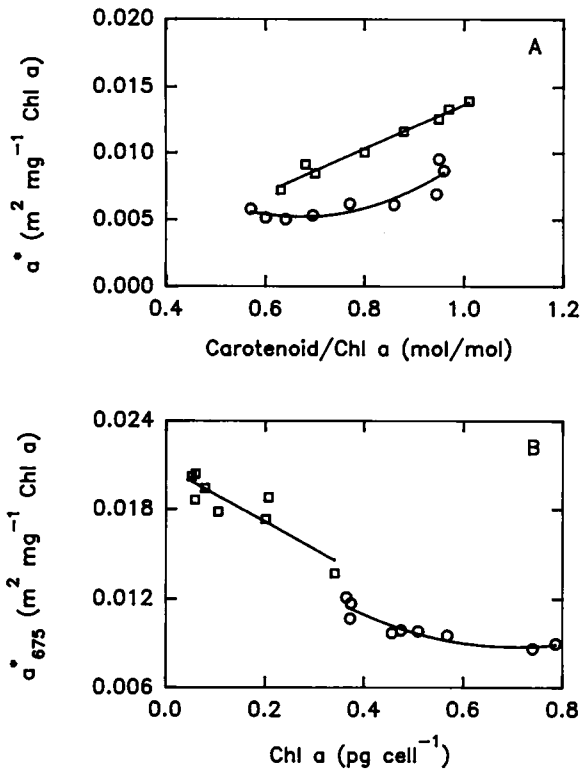 0.020
A
0.015
0.010
0.005
0.000
a* (m² mg⁻¹ Chl a)
0.4 0.6 0.8 1.0 1.2
Carotenoid/Chl a (mol/mol)
0.024
B
0.018
0.012
0.006
a*₆₇₅ (m² mg⁻¹ Chl a)
0.0 0.2 0.4 0.6 0.8
Chl a (pg cell⁻¹)